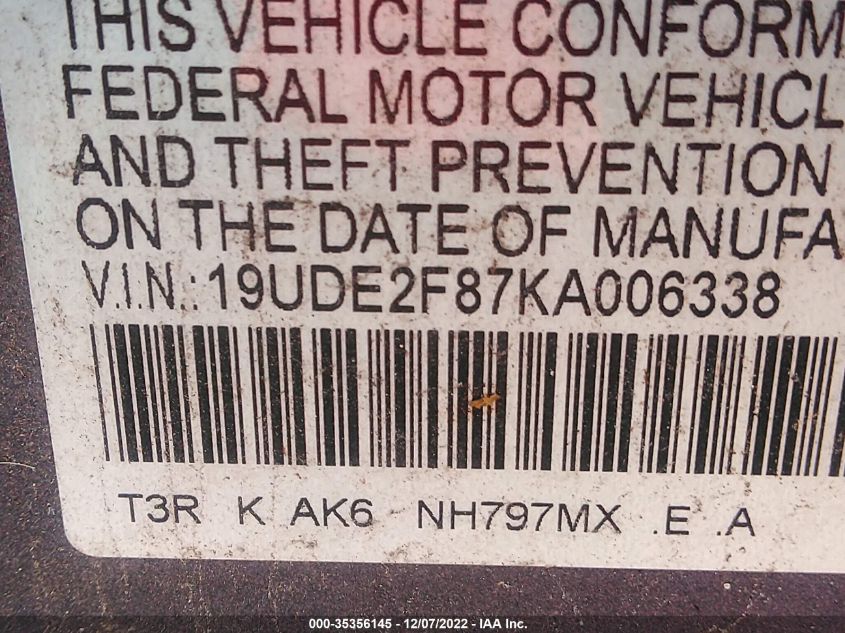 THIS VEHICLE CONFORM
FEDERAL MOTOR VEHICL
AND THEFT PREVENTION
ON THE DATE OF MANUFA
V.I.N.: 19UDE2F87KA006338
T3R K AK6 NH797MX .E .A
000-35356145 - 12/07/2022 - IAA Inc.